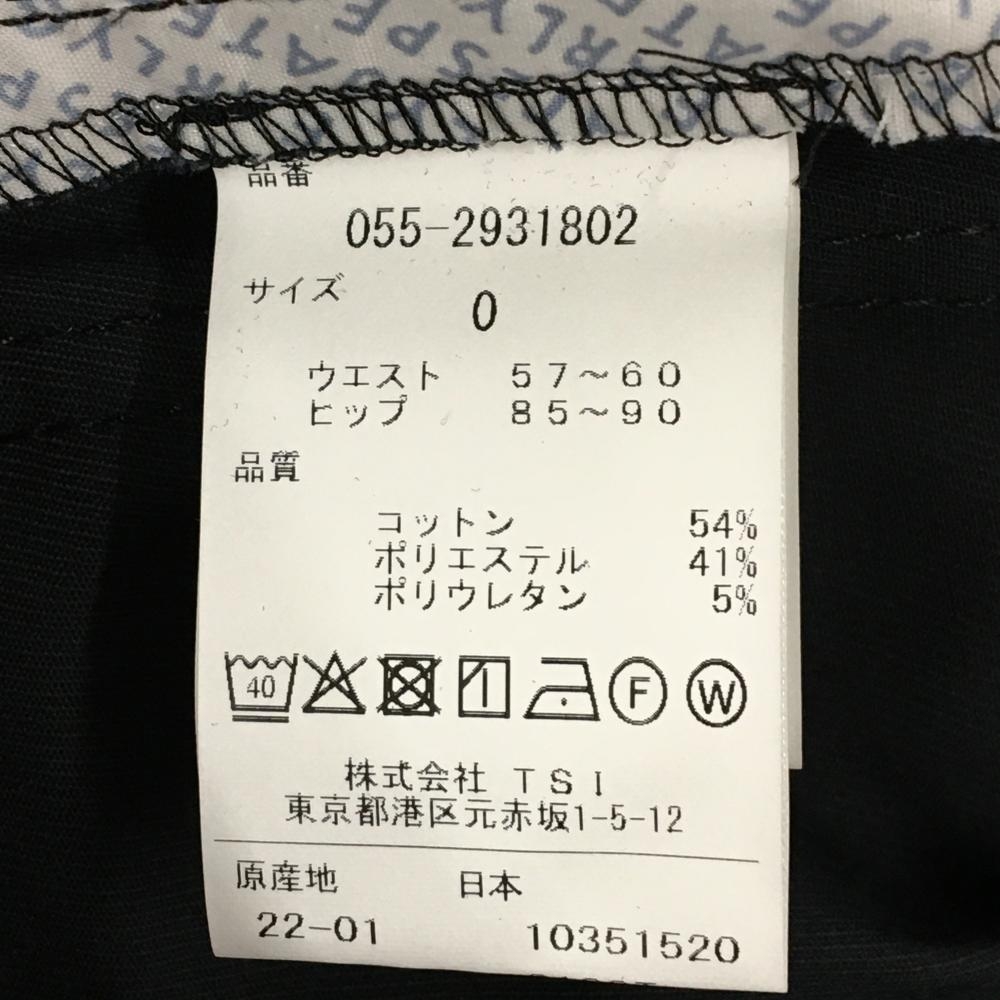 品番
055-2931802
サイズ
0
ウエスト 57～60
ヒップ 85～90
品質
コットン 54%
ポリエステル 41%
ポリウレタン 5%
40 F W
株式会社 TSI
東京都港区元赤坂1-5-12
原産地 日本
22-01 10351520